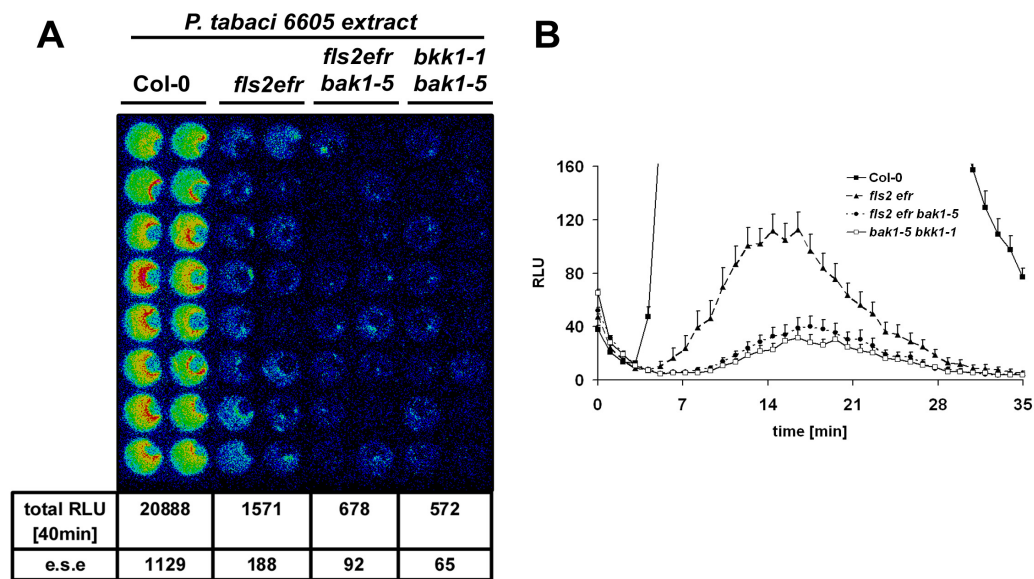 A
P. tabaci 6605 extract
Col-0
fls2efr
fls2efr
bak1-5
bkk1-1
bak1-5
total RLU
[40min]
20888
1571
678
572
e.s.e
1129
188
92
65
B
160
120
80
40
0
RLU
Col-0
fls2 efr
fls2 efr bak1-5
bak1-5 bkk1-1
0
7
14
21
28
35
time [min]